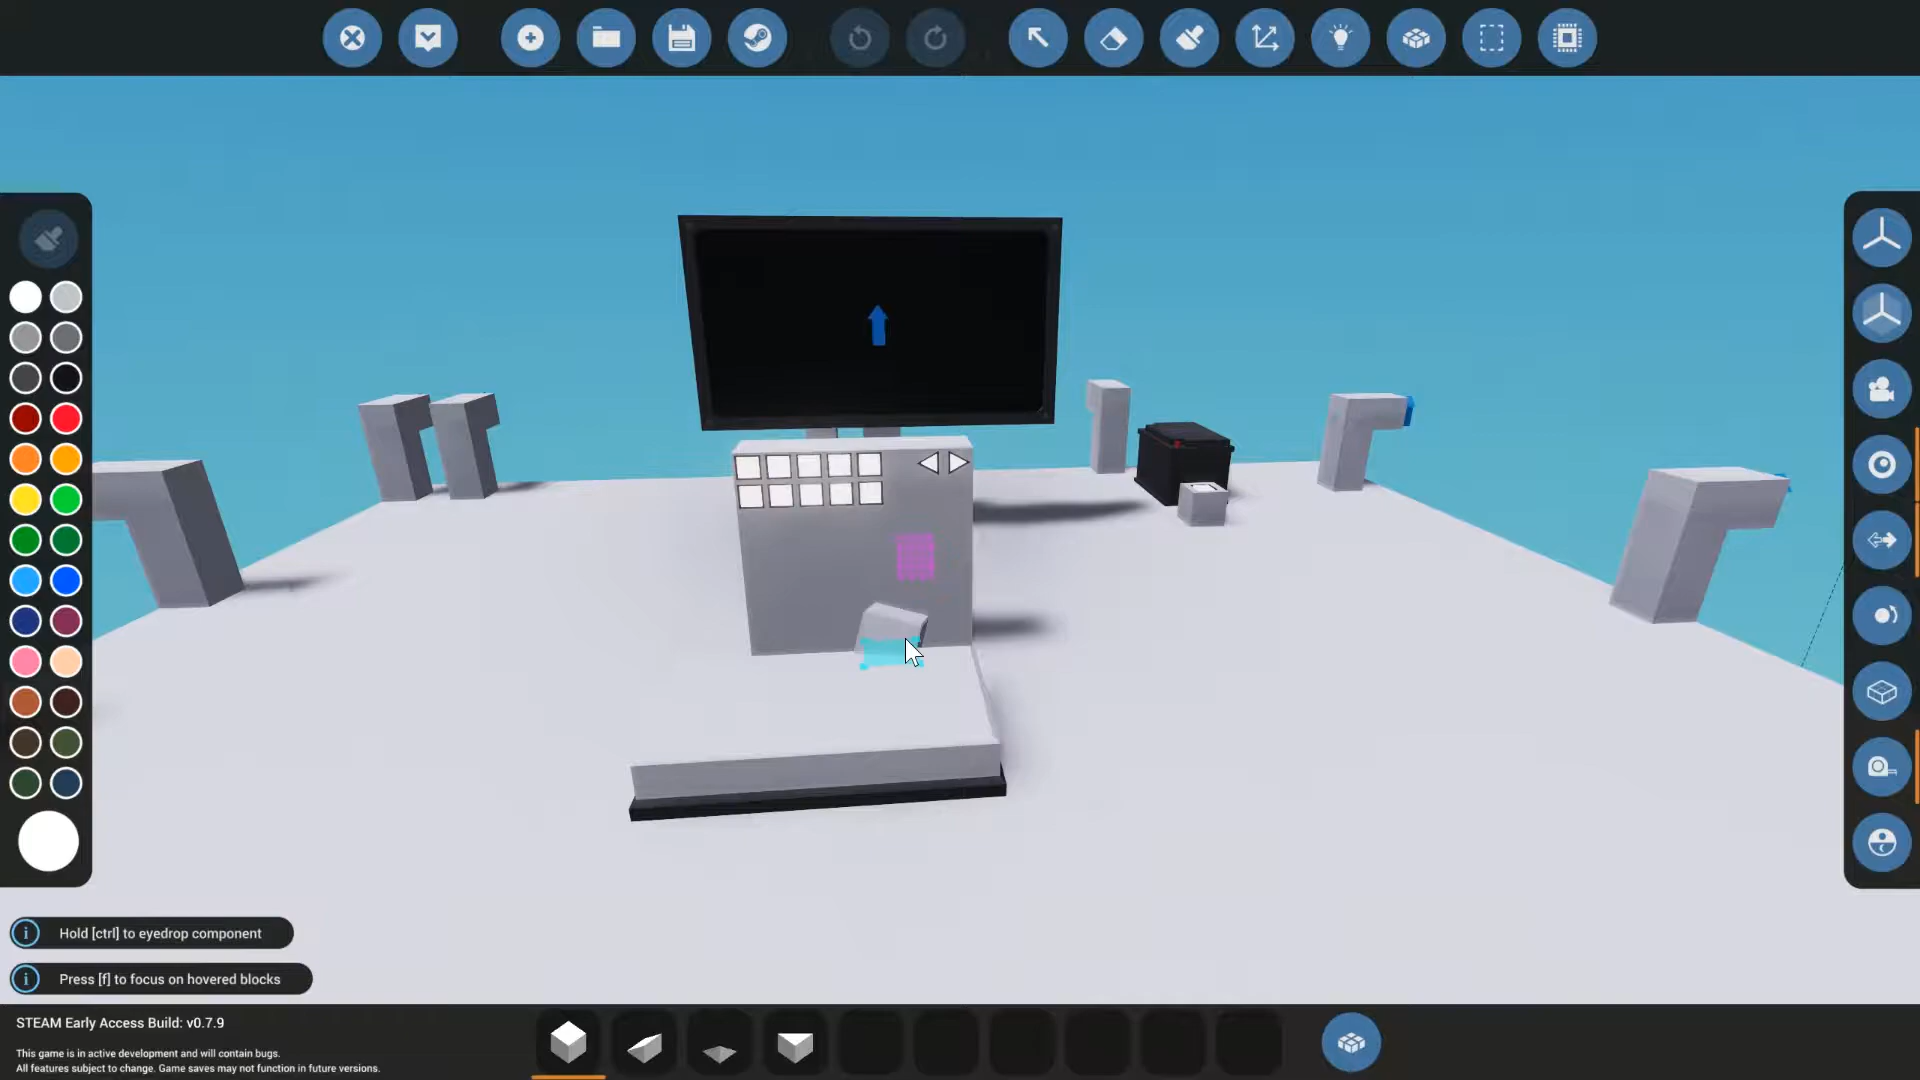 Hold [ctrl] to eyedrop component
Press [f] to focus on hovered blocks
STEAM Early Access Build: v0.7.9
This game is in active development and will contain bugs.
All features subject to change. Game saves may not function in future versions.